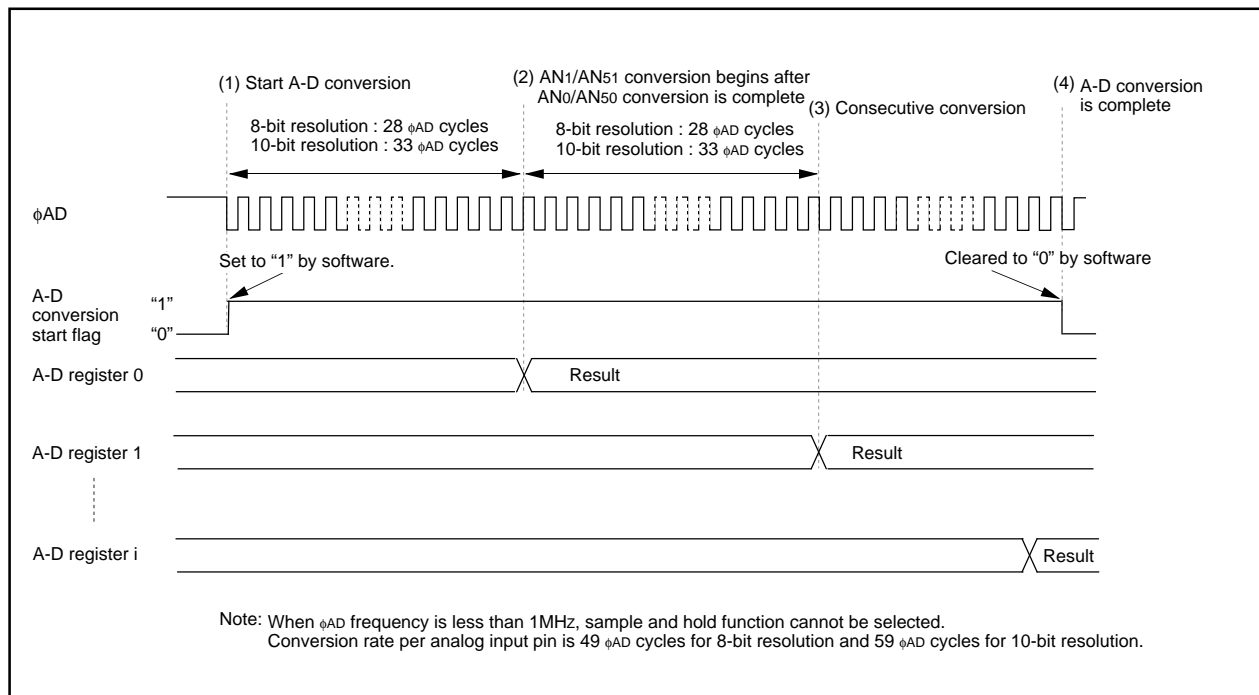 (1) Start A-D conversion
(2) AN1/AN51 conversion begins after
AN0/AN50 conversion is complete
(3) Consecutive conversion
(4) A-D conversion
is complete
8-bit resolution : 28 φAD cycles
10-bit resolution : 33 φAD cycles
8-bit resolution : 28 φAD cycles
10-bit resolution : 33 φAD cycles
φAD
Set to “1” by software.
Cleared to “0” by software
A-D
conversion
start flag
“1”
“0”
A-D register 0
Result
A-D register 1
Result
A-D register i
Result
Note: When φAD frequency is less than 1MHz, sample and hold function cannot be selected.
Conversion rate per analog input pin is 49 φAD cycles for 8-bit resolution and 59 φAD cycles for 10-bit resolution.